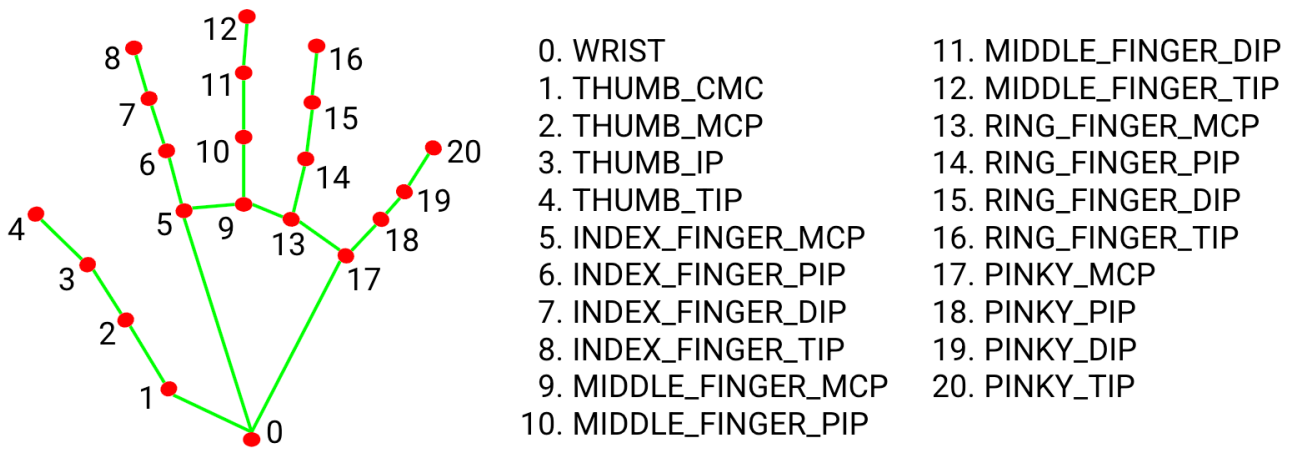 12
8
16
11
7
15
10
6
14
20
19
4
5
9
13
18
3
17
2
1
0
0. WRIST
1. THUMB_CMC
2. THUMB_MCP
3. THUMB_IP
4. THUMB_TIP
5. INDEX_FINGER_MCP
6. INDEX_FINGER_PIP
7. INDEX_FINGER_DIP
8. INDEX_FINGER_TIP
9. MIDDLE_FINGER_MCP
10. MIDDLE_FINGER_PIP
11. MIDDLE_FINGER_DIP
12. MIDDLE_FINGER_TIP
13. RING_FINGER_MCP
14. RING_FINGER_PIP
15. RING_FINGER_DIP
16. RING_FINGER_TIP
17. PINKY_MCP
18. PINKY_PIP
19. PINKY_DIP
20. PINKY_TIP